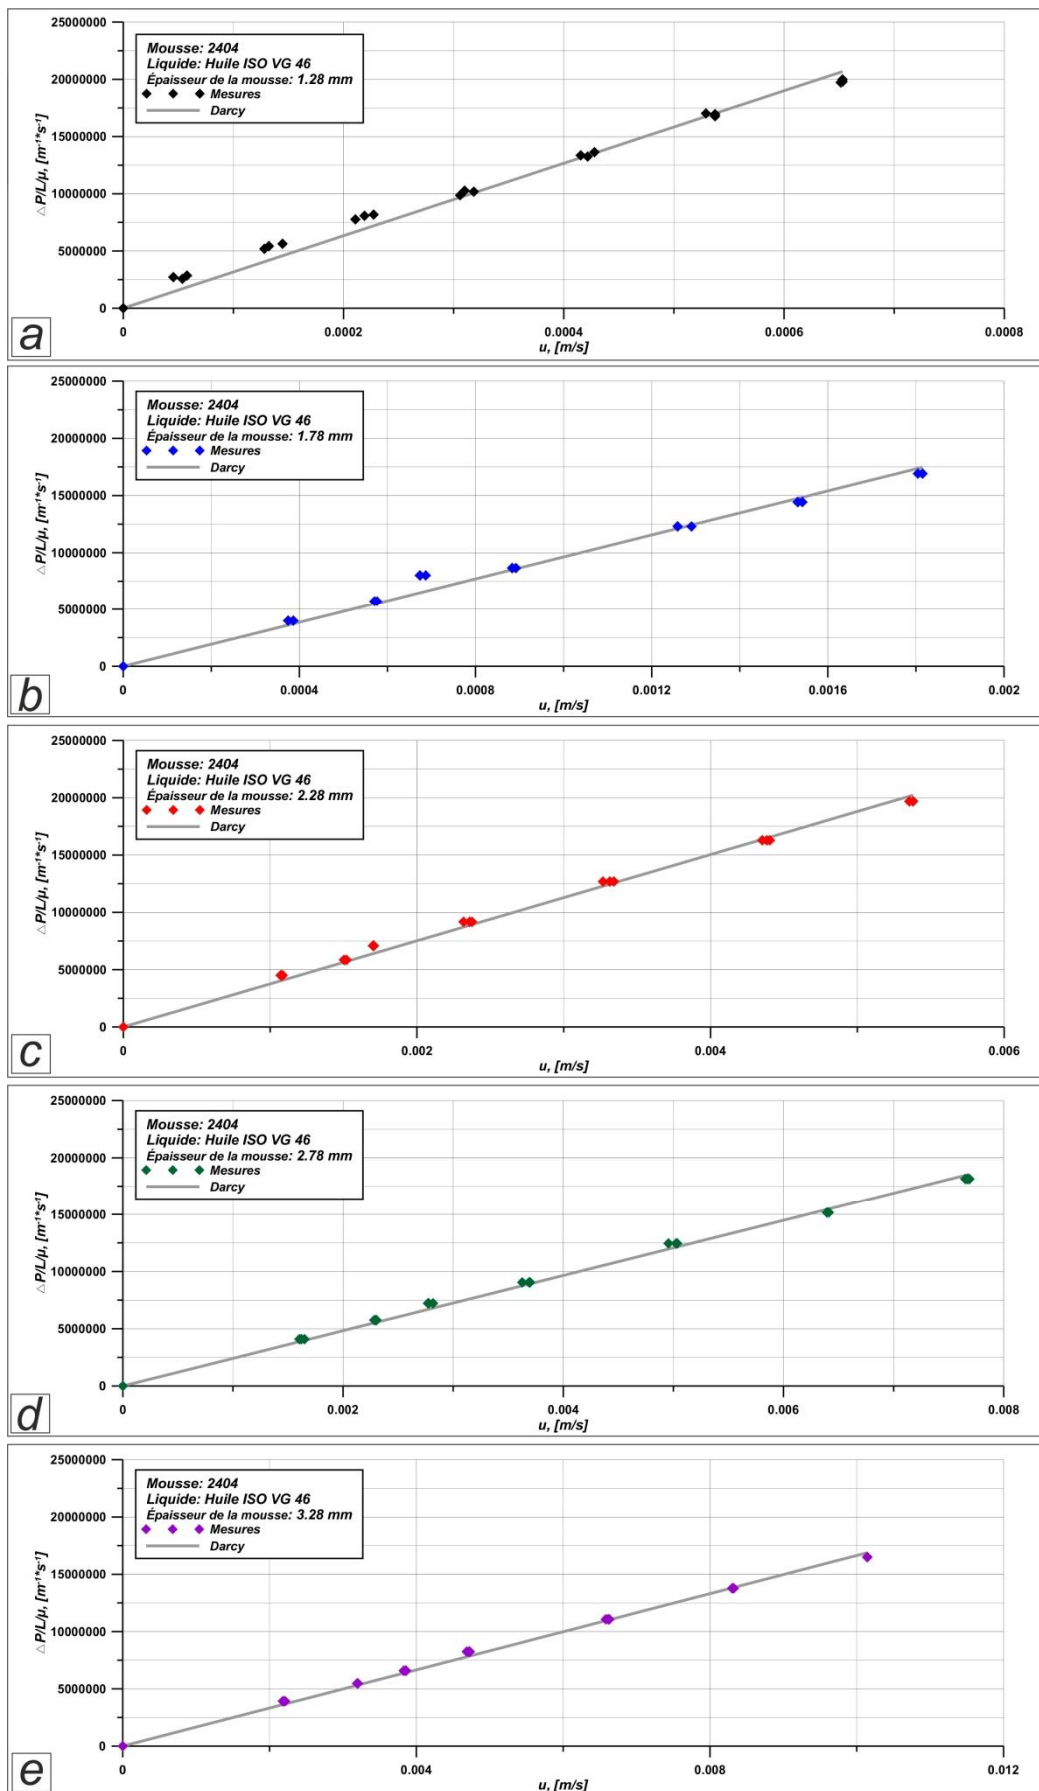 25000000
20000000
15000000
10000000
5000000
0
△P/L/μ, [m⁻¹*s⁻¹]
Mousse: 2404
Liquide: Huile ISO VG 46
Épaisseur de la mousse: 1.28 mm
Mesures
Darcy
0 0.0002 0.0004 0.0006 0.0008
u, [m/s]
a
25000000
20000000
15000000
10000000
5000000
0
△P/L/μ, [m⁻¹*s⁻¹]
Mousse: 2404
Liquide: Huile ISO VG 46
Épaisseur de la mousse: 1.78 mm
Mesures
Darcy
0 0.0004 0.0008 0.0012 0.0016 0.002
u, [m/s]
b
25000000
20000000
15000000
10000000
5000000
0
△P/L/μ, [m⁻¹*s⁻¹]
Mousse: 2404
Liquide: Huile ISO VG 46
Épaisseur de la mousse: 2.28 mm
Mesures
Darcy
0 0.002 0.004 0.006
u, [m/s]
c
25000000
20000000
15000000
10000000
5000000
0
△P/L/μ, [m⁻¹*s⁻¹]
Mousse: 2404
Liquide: Huile ISO VG 46
Épaisseur de la mousse: 2.78 mm
Mesures
Darcy
0 0.002 0.004 0.006 0.008
u, [m/s]
d
25000000
20000000
15000000
10000000
5000000
0
△P/L/μ, [m⁻¹*s⁻¹]
Mousse: 2404
Liquide: Huile ISO VG 46
Épaisseur de la mousse: 3.28 mm
Mesures
Darcy
0 0.004 0.008 0.012
u, [m/s]
e